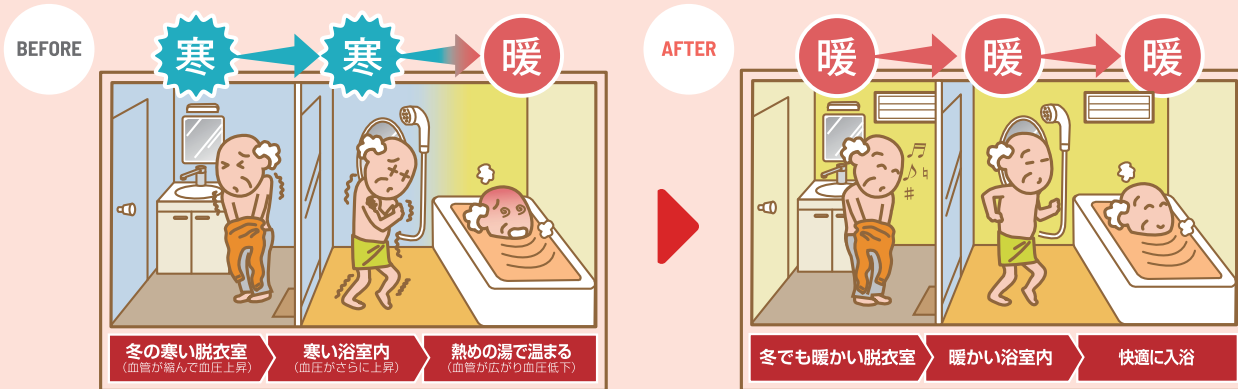 BEFORE
寒
寒
暖
冬の寒い脱衣室
(血管が縮んで血圧上昇)
寒い浴室内
(血圧がさらに上昇)
熱めの湯で温まる
(血管が広がり血圧低下)
AFTER
暖
暖
暖
冬でも暖かい脱衣室
暖かい浴室内
快適に入浴